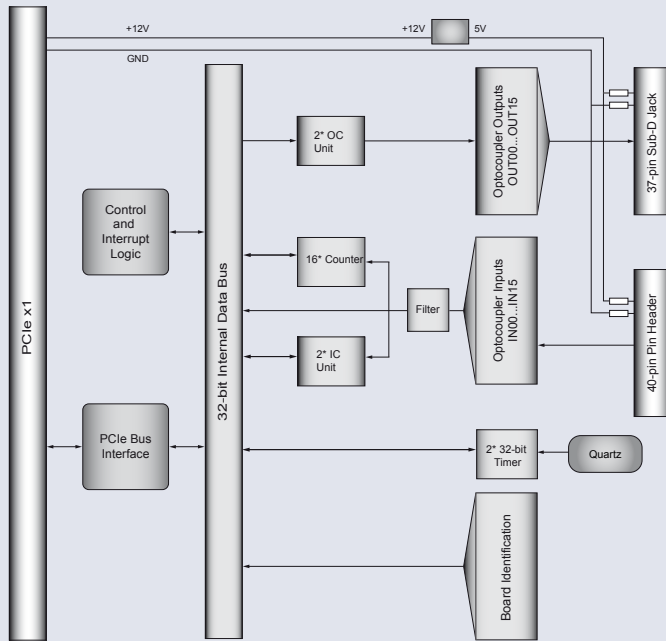 +12V
+12V
5V
GND
PCIe x1
32-bit Internal Data Bus
2* OC
Unit
Optocoupler Outputs
OUT00...OUT15
37-pin Sub-D Jack
Control
and
Interrupt
Logic
16* Counter
Filter
Optocoupler Inputs
IN00...IN15
2* IC
Unit
40-pin Pin Header
PCIe Bus
Interface
2* 32-bit
Timer
Quartz
Board Identification